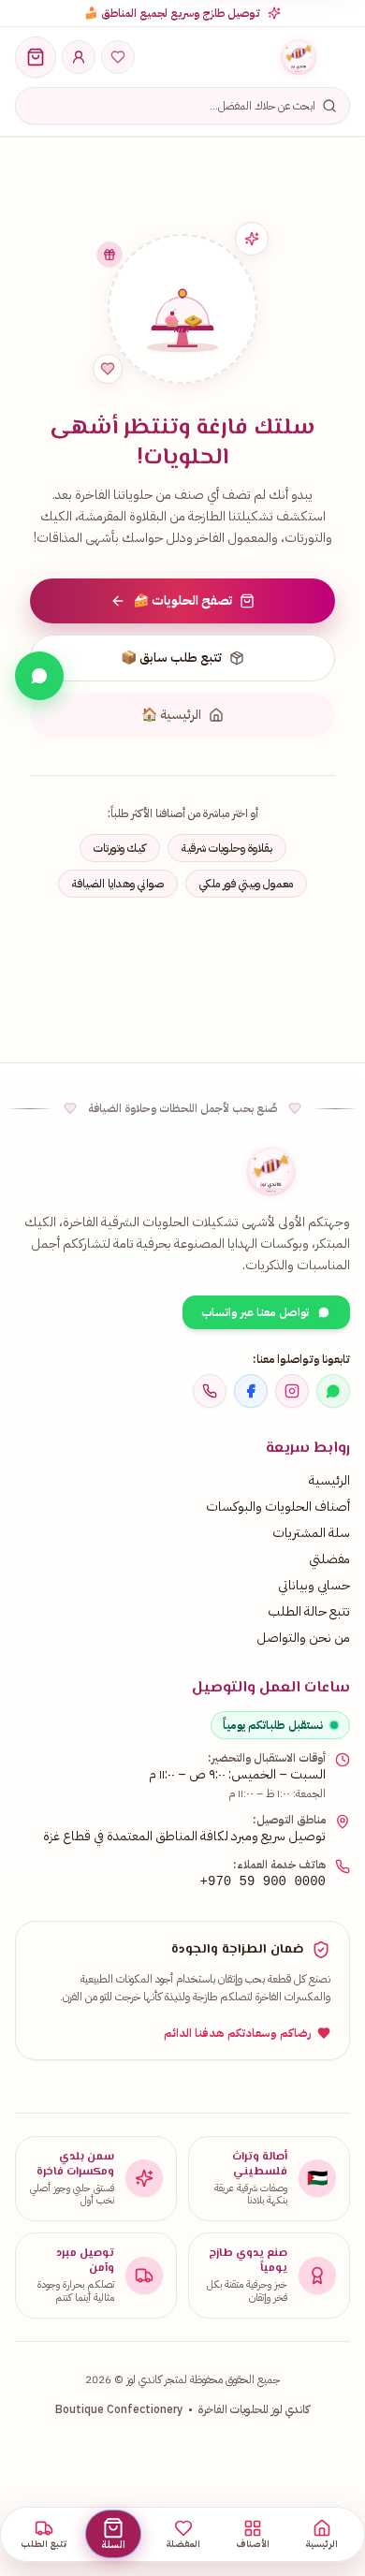 توصيل طازج وسريع لجميع المناطق
ابحث عن حلاك المفضل...
سلتك فارغة وتنتظر أشهى
الحلويات!
يبدو أنك لم تضف أي صنف من حلوياتنا الفاخرة بعد.
استكشف تشكيلتنا الطازجة من البقلاوة المقرمشة، الكيك
والتورتات، والمعمول الفاخر ودلل حواسك بأشهى المذاقات!
تصفح الحلويات
تتبع طلب سابق
الرئيسية
أو اختر مباشرة من أصنافنا الأكثر طلباً:
بقلاوة وحلويات شرقية
كيك وتورتات
معمول وبيتي فور ملكي
صواني وهدايا الضيافة
صُنع بحب لأجمل اللحظات وحلاوة الضيافة
كاندي لوز
وجهتكم الأولى لأشهى تشكيلات الحلويات الشرقية الفاخرة، الكيك
المبتكر، وبوكسات الهدايا المصنوعة بحرفية تامة لتشارككم أجمل
المناسبات والذكريات.
تواصل معنا عبر واتساب
تابعونا وتواصلوا معنا:
روابط سريعة
الرئيسية
أصناف الحلويات والبوكسات
سلة المشتريات
مفضلتي
حسابي وبياناتي
تتبع حالة الطلب
من نحن والتواصل
ساعات العمل والتوصيل
نستقبل طلباتكم يومياً
أوقات الاستقبال والتحضير:
السبت – الخميس: ٩:٠٠ ص – ١١:٠٠ م
الجمعة: ١:٠٠ ظ – ١١:٠٠ م
مناطق التوصيل:
توصيل سريع ومبرد لكافة المناطق المعتمدة في قطاع غزة
هاتف خدمة العملاء:
+970 59 900 0000
ضمان الطزاجة والجودة
نصنع كل قطعة بحب وإتقان باستخدام أجود المكونات الطبيعية
والمكسرات الفاخرة لتصلكم طازجة ولذيذة كأنها خرجت للتو من الفرن.
رضاكم وسعادتكم هدفنا الدائم
أصالة وتراث
فلسطيني
وصفات شرقية عريقة
بنكهة بلادنا
سمن بلدي
ومكسرات فاخرة
فستق حلبي وجوز أصلي
نخب أول
صنع يدوي طازج
يومياً
خبز وحرفية متقنة بكل
فخر وإتقان
توصيل مبرد
وآمن
تصلكم بحرارة وجودة
مثالية أينما كنتم
جميع الحقوق محفوظة لمتجر كاندي لوز © 2026
كاندي لوز للحلويات الفاخرة • Boutique Confectionery
الرئيسية
الأصناف
المفضلة
السلة
تتبع الطلب